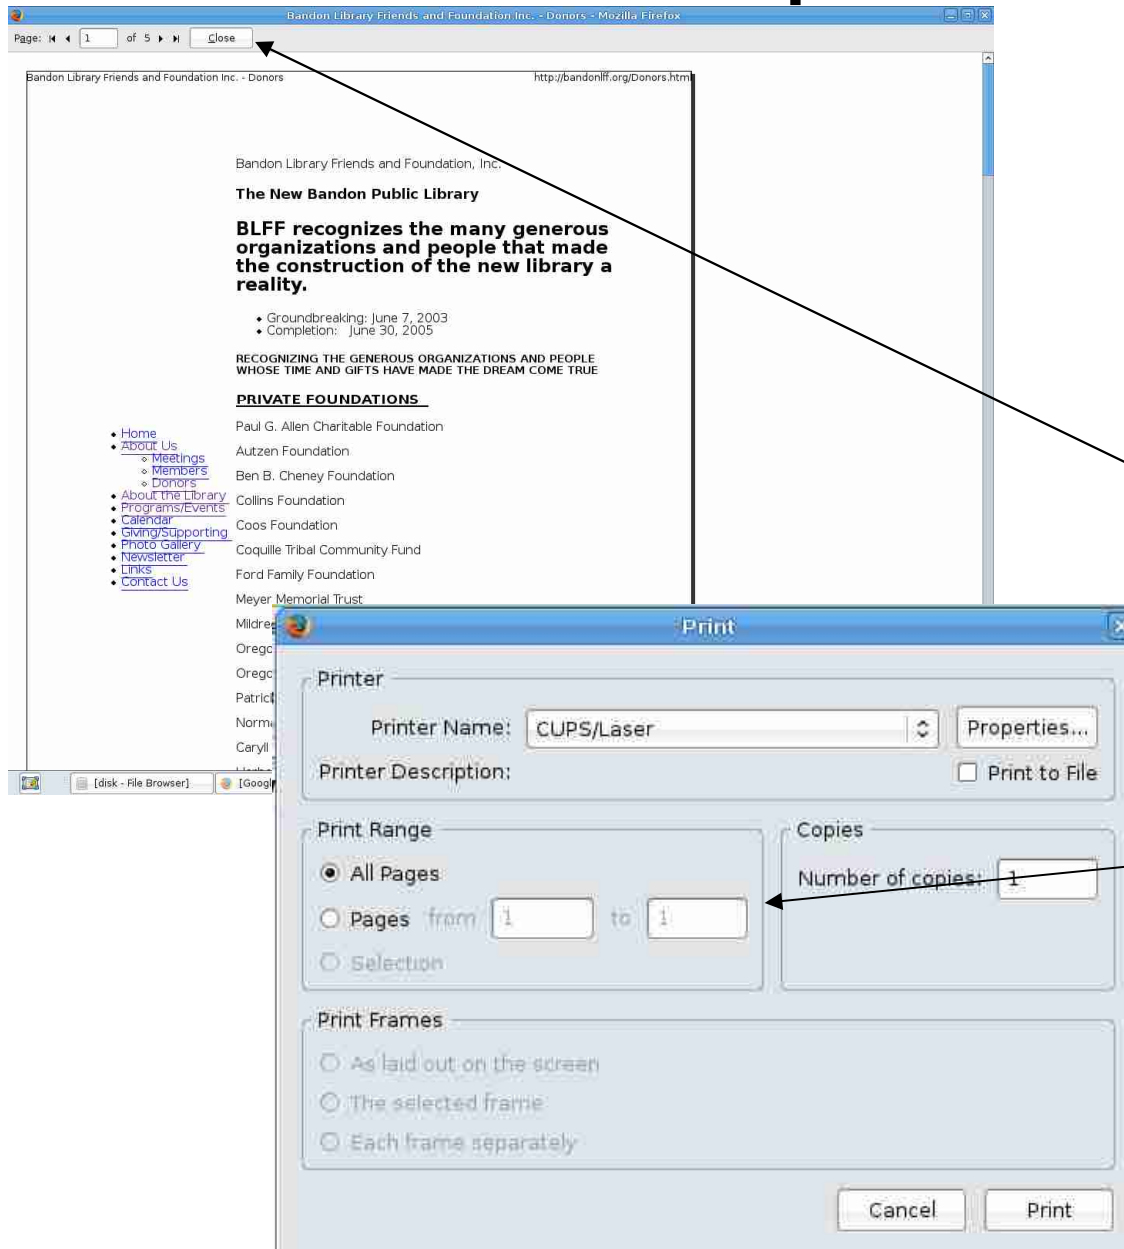 Bandon Library Friends and Foundation Inc. - Donors - Mozilla Firefox
Page: 1 of 5 Close
Bandon Library Friends and Foundation Inc. - Donors http://bandonlff.org/Donors.html
Bandon Library Friends and Foundation, Inc.
The New Bandon Public Library
BLFF recognizes the many generous
organizations and people that made
the construction of the new library a
reality.
Groundbreaking: June 7, 2003
Completion: June 30, 2005
RECOGNIZING THE GENEROUS ORGANIZATIONS AND PEOPLE
WHOSE TIME AND GIFTS HAVE MADE THE DREAM COME TRUE
PRIVATE FOUNDATIONS
Paul G. Allen Charitable Foundation
Autzen Foundation
Ben B. Cheney Foundation
Collins Foundation
Coos Foundation
Coquille Tribal Community Fund
Ford Family Foundation
Meyer Memorial Trust
Home
About Us
Meetings
Members
Donors
About the Library
Programs/Events
Calendar
Giving/Supporting
Photo Gallery
Newsletter
Links
Contact Us
Caryll
[disk - File Browser]
Print
Printer
Printer Name: CUPS/Laser Properties...
Printer Description: Print to File
Print Range
All Pages
Pages from 1 to 1
Selection
Copies
Number of copies: 1
Print Frames
As laid out on the screen
The selected frame
Each frame separately
Cancel Print